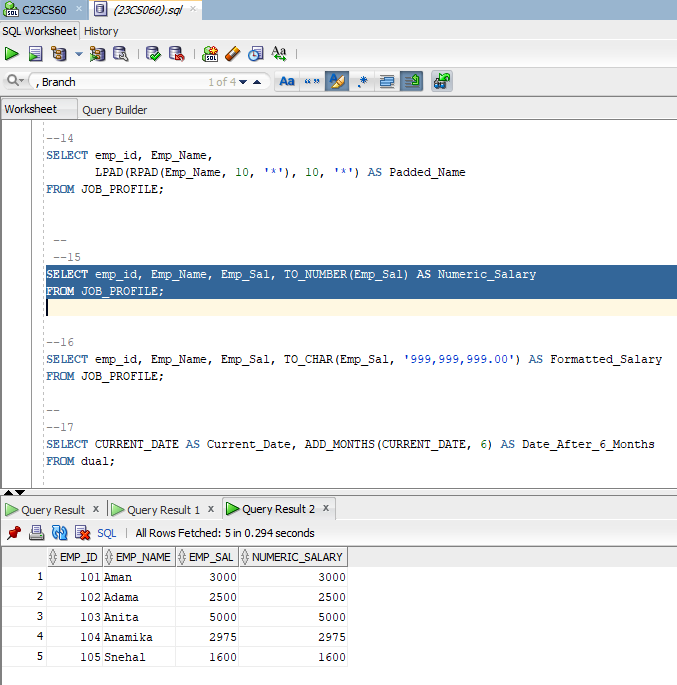 C23CS60 (23CS060).sql
SQL Worksheet History
SQL Aa
, Branch 1 of 4 Aa “” .*
Worksheet Query Builder
--14
SELECT emp_id, Emp_Name,
LPAD(RPAD(Emp_Name, 10, '*'), 10, '*') AS Padded_Name
FROM JOB_PROFILE;
--
--15
SELECT emp_id, Emp_Name, Emp_Sal, TO_NUMBER(Emp_Sal) AS Numeric_Salary
FROM JOB_PROFILE;
--16
SELECT emp_id, Emp_Name, Emp_Sal, TO_CHAR(Emp_Sal, '999,999,999.00') AS Formatted_Salary
FROM JOB_PROFILE;
--
--17
SELECT CURRENT_DATE AS Current_Date, ADD_MONTHS(CURRENT_DATE, 6) AS Date_After_6_Months
FROM dual;
Query Result x Query Result 1 x Query Result 2 x
SQL | All Rows Fetched: 5 in 0.294 seconds
EMP_ID EMP_NAME EMP_SAL NUMERIC_SALARY
1 101 Aman 3000 3000
2 102 Adama 2500 2500
3 103 Anita 5000 5000
4 104 Anamika 2975 2975
5 105 Snehal 1600 1600